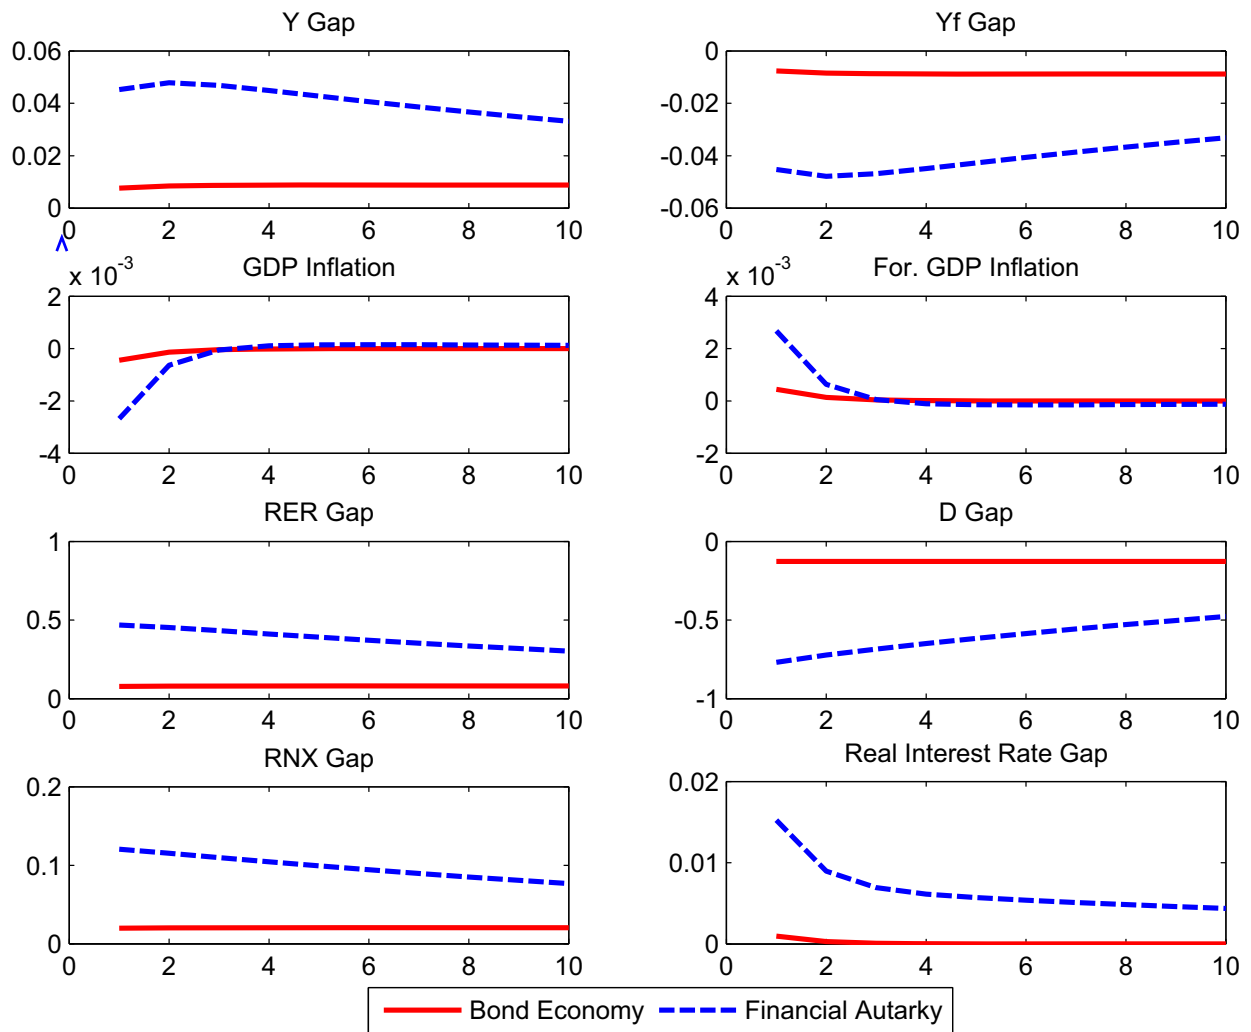 Y Gap
0.06
0.04
0.02
0
0 2 4 6 8 10
Yf Gap
0
-0.02
-0.04
-0.06
0 2 4 6 8 10
GDP Inflation
x 10-3
2
0
-2
-4
0 2 4 6 8 10
For. GDP Inflation
x 10-3
4
2
0
-2
0 2 4 6 8 10
RER Gap
1
0.5
0
0 2 4 6 8 10
D Gap
0
-0.5
-1
0 2 4 6 8 10
RNX Gap
0.2
0.1
0
0 2 4 6 8 10
Real Interest Rate Gap
0.02
0.01
0
0 2 4 6 8 10
Bond Economy Financial Autarky